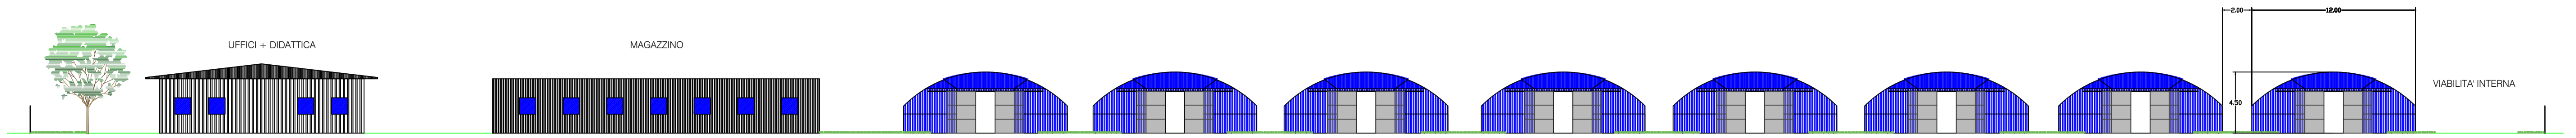 UFFICI + DIDATTICA
MAGAZZINO
2.00
12.00
4.50
VIABILITA' INTERNA